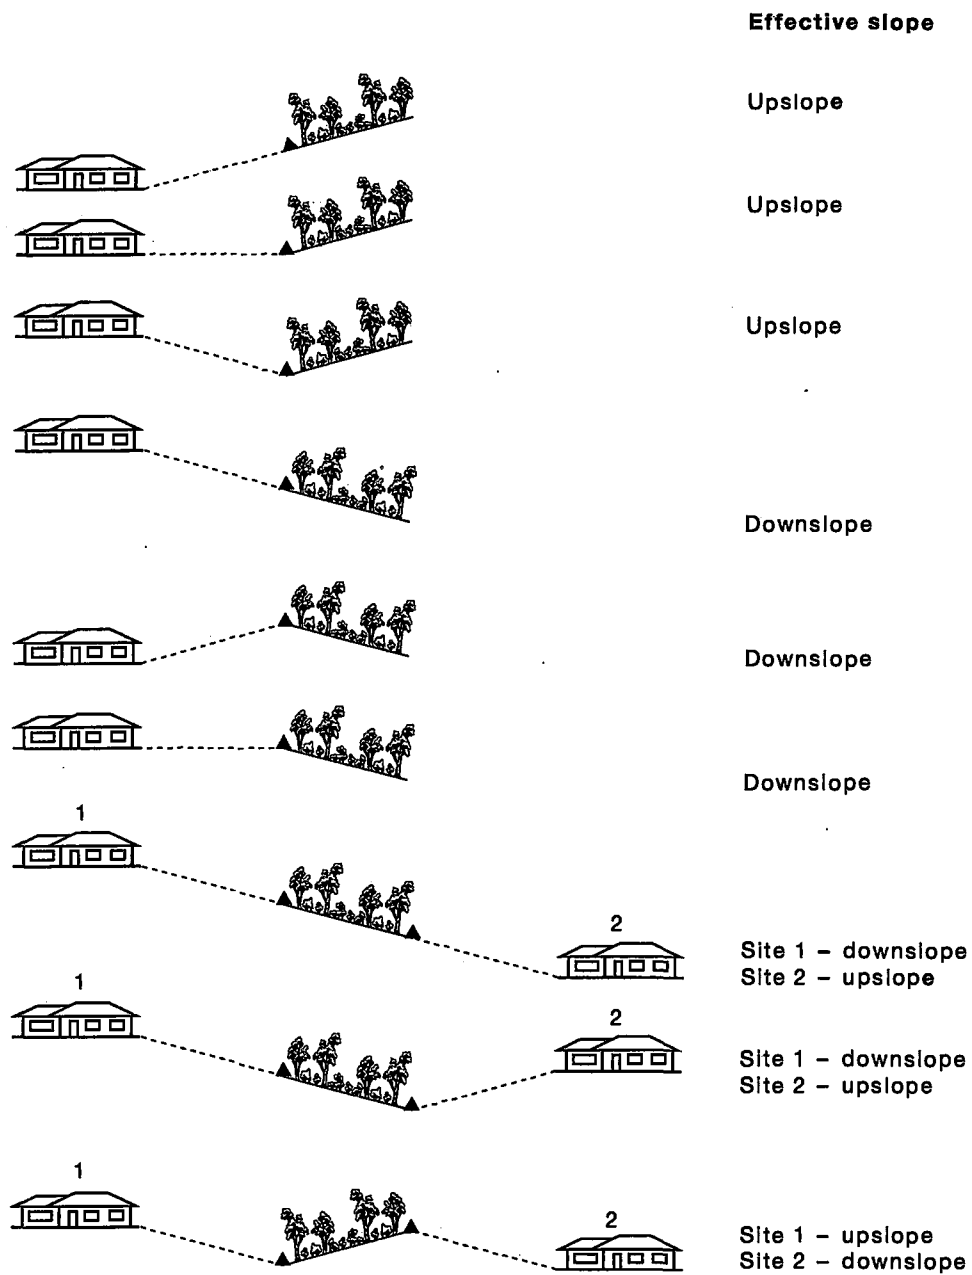 Effective slope
Upslope
Upslope
Upslope
Downslope
Downslope
Downslope
1
2
Site 1 – downslope
Site 2 – upslope
1
2
Site 1 – downslope
Site 2 – upslope
1
2
Site 1 – upslope
Site 2 – downslope